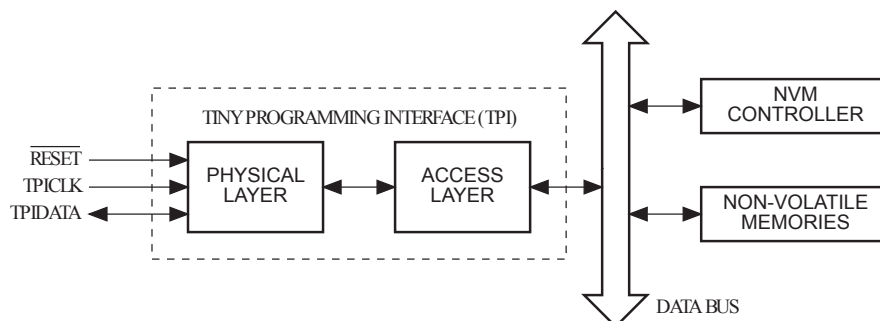 TINY PROGRAMMING INTERFACE (TPI)
RESET
TPICLK
TPIDATA
PHYSICAL
LAYER
ACCESS
LAYER
NVM
CONTROLLER
NON-VOLATILE
MEMORIES
DATA BUS